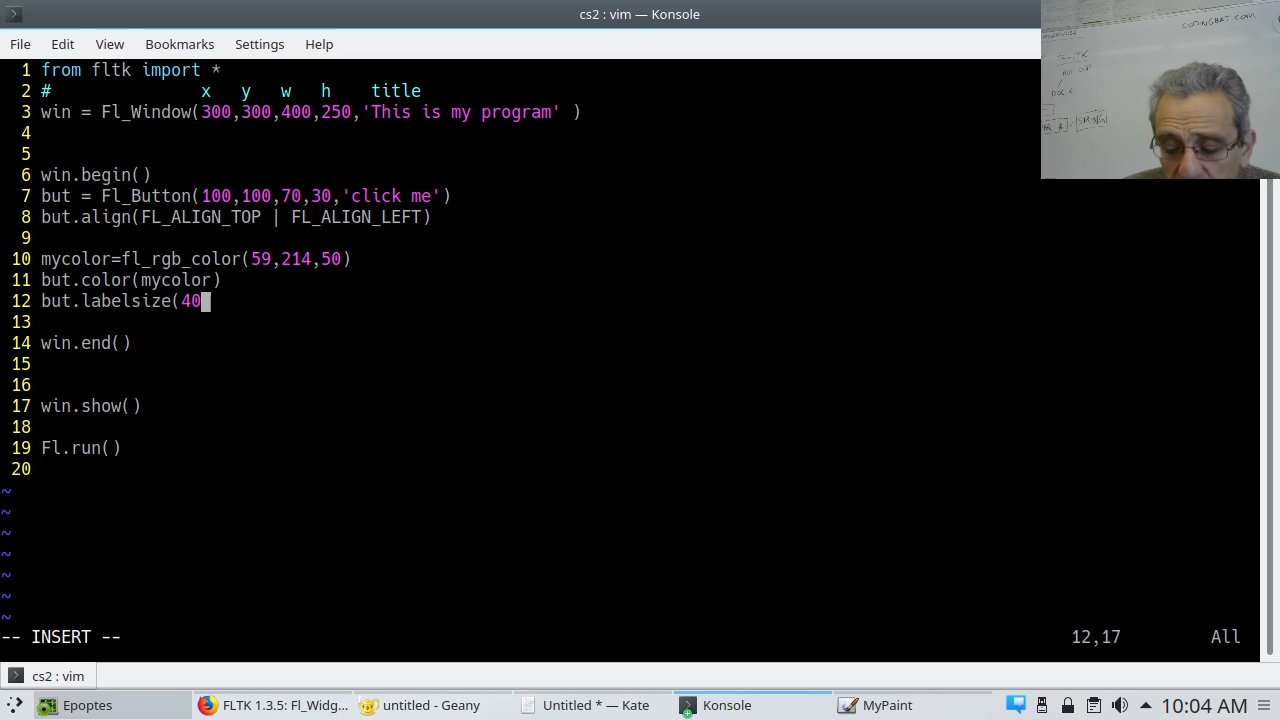 cs2 : vim — Konsole
File Edit View Bookmarks Settings Help
1 from fltk import *
2 # x y w h title
3 win = Fl_Window(300,300,400,250,'This is my program' )
4
5
6 win.begin()
7 but = Fl_Button(100,100,70,30,'click me')
8 but.align(FL_ALIGN_TOP | FL_ALIGN_LEFT)
9
10 mycolor=fl_rgb_color(59,214,50)
11 but.color(mycolor)
12 but.labelsize(40
13
14 win.end()
15
16
17 win.show()
18
19 Fl.run()
20
~
~
~
~
~
~
~
-- INSERT -- 12,17 All
cs2 : vim
Epoptes FLTK 1.3.5: Fl_Widg... untitled - Geany Untitled * — Kate Konsole MyPaint 10:04 AM
CODINGBAT.COM